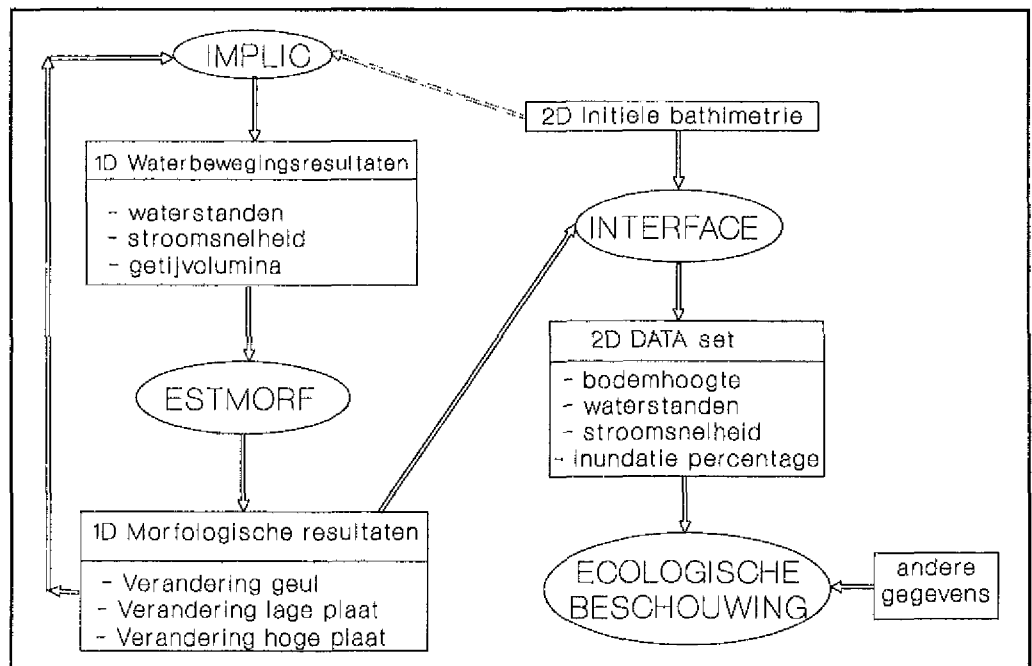 IMPLIC
2D Initiele bathimetrie
1D Waterbewegingsresultaten
- waterstanden
- stroomsnelheid
- getijvolumina
INTERFACE
2D DATA set
- bodemhoogte
- waterstanden
- stroomsnelheid
- inundatie percentage
ESTMORF
1D Morfologische resultaten
- Verandering geul
- Verandering lage plaat
- Verandering hoge plaat
ECOLOGISCHE
BESCHOUWING
andere
gegevens